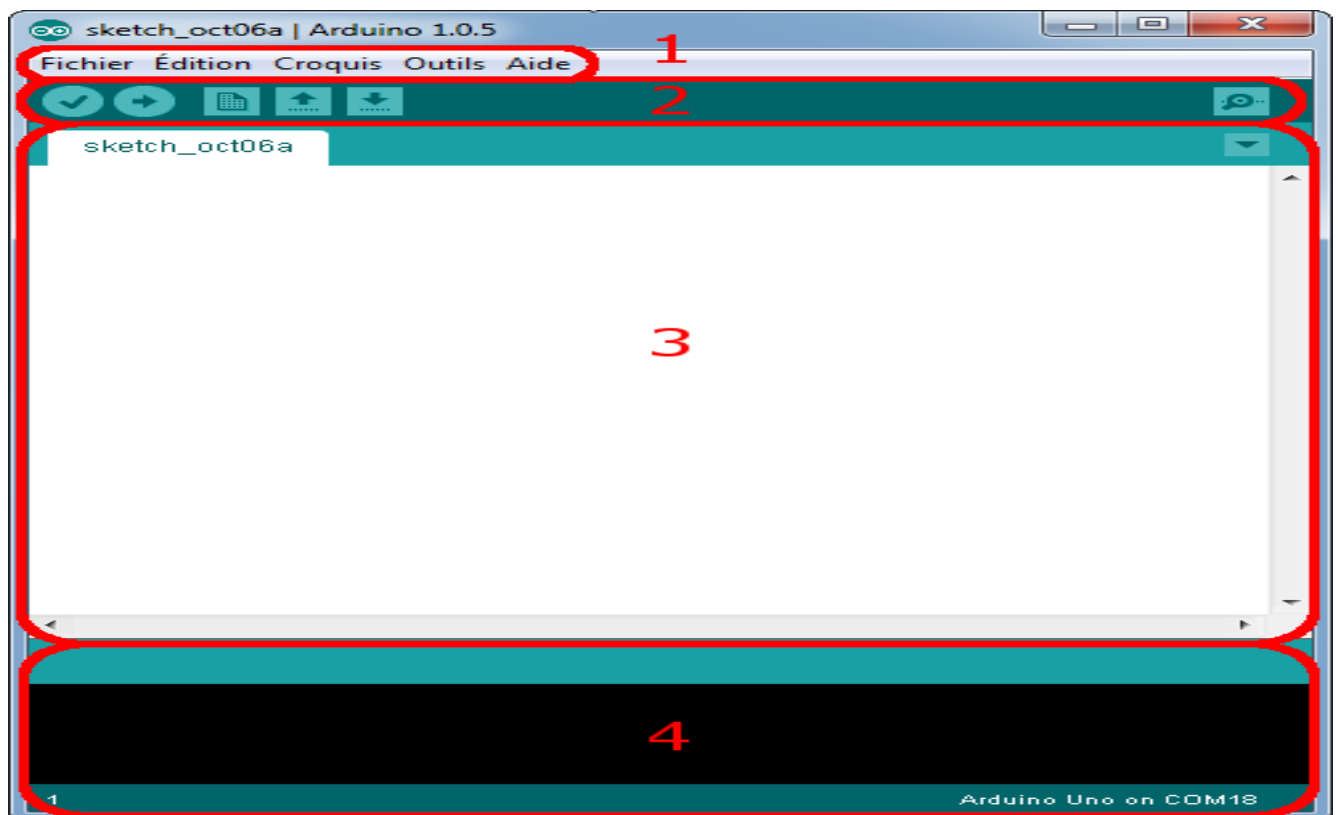 sketch_oct06a | Arduino 1.0.5
1
Fichier Édition Croquis Outils Aide
2
sketch_oct06a
3
4
1 Arduino Uno on COM18